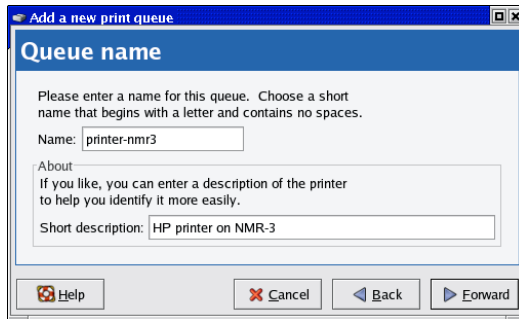 Add a new print queue
Queue name
Please enter a name for this queue. Choose a short
name that begins with a letter and contains no spaces.
Name: printer-nmr3
About
If you like, you can enter a description of the printer
to help you identify it more easily.
Short description: HP printer on NMR-3
Help Cancel Back Forward